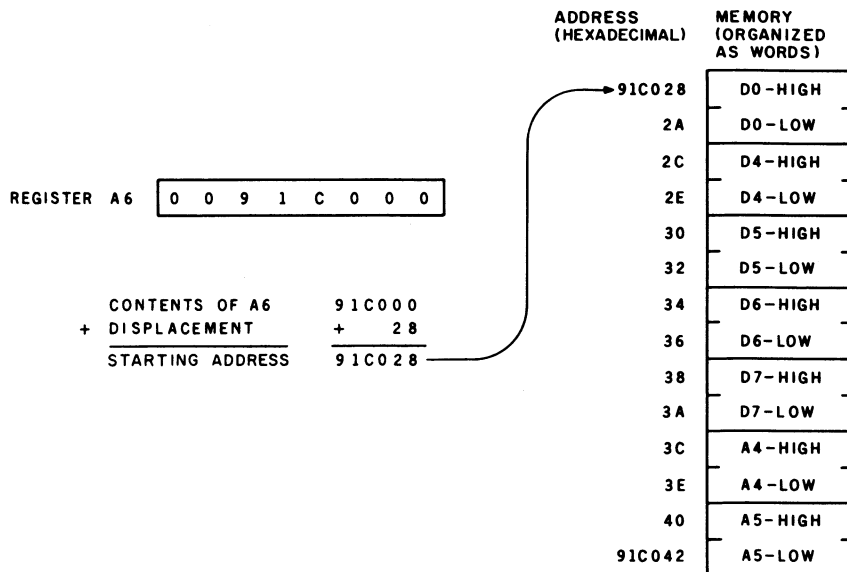 ADDRESS
(HEXADECIMAL)
MEMORY
(ORGANIZED
AS WORDS)
91C028 D0-HIGH
2A D0-LOW
2C D4-HIGH
2E D4-LOW
30 D5-HIGH
32 D5-LOW
34 D6-HIGH
36 D6-LOW
38 D7-HIGH
3A D7-LOW
3C A4-HIGH
3E A4-LOW
40 A5-HIGH
91C042 A5-LOW
REGISTER A6 0 0 9 1 C 0 0 0
CONTENTS OF A6 91C000
+ DISPLACEMENT + 28
STARTING ADDRESS 91C028